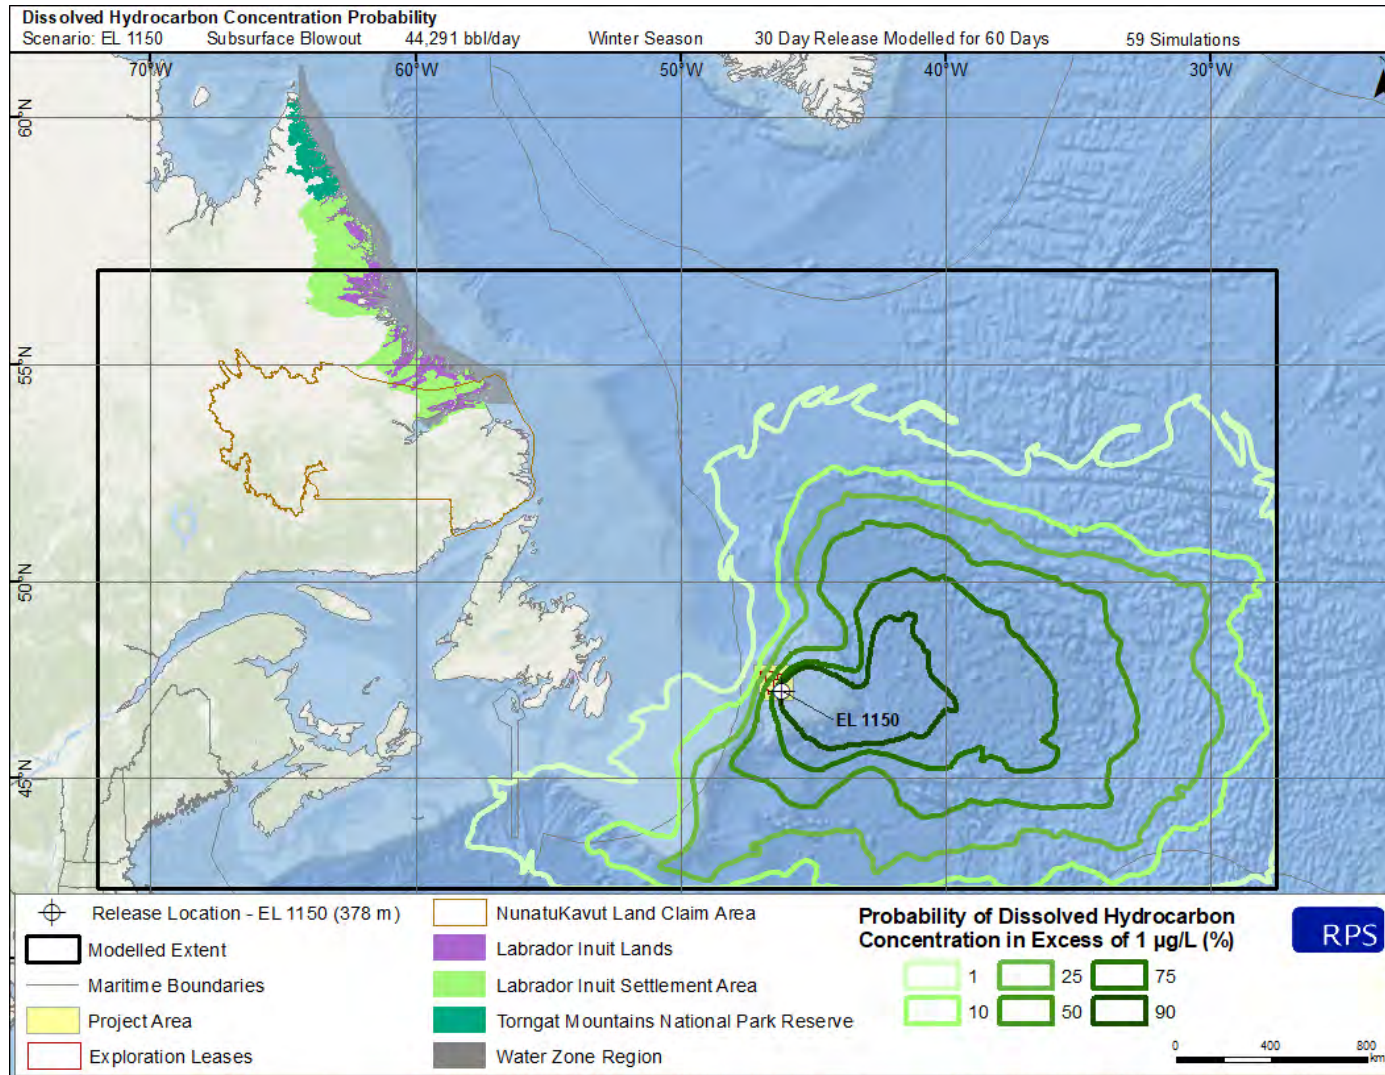 Dissolved Hydrocarbon Concentration Probability
Scenario: EL 1150 Subsurface Blowout 44,291 bbl/day Winter Season 30 Day Release Modelled for 60 Days 59 Simulations
70°W 60°W 50°W 40°W 30°W
60°N
55°N
50°N
45°N
EL 1150
Release Location - EL 1150 (378 m)
Modelled Extent
Maritime Boundaries
Project Area
Exploration Leases
NunatuKavut Land Claim Area
Labrador Inuit Lands
Labrador Inuit Settlement Area
Torngat Mountains National Park Reserve
Water Zone Region
Probability of Dissolved Hydrocarbon
Concentration in Excess of 1 µg/L (%)
1 25 75
10 50 90
RPS
0 400 800
km